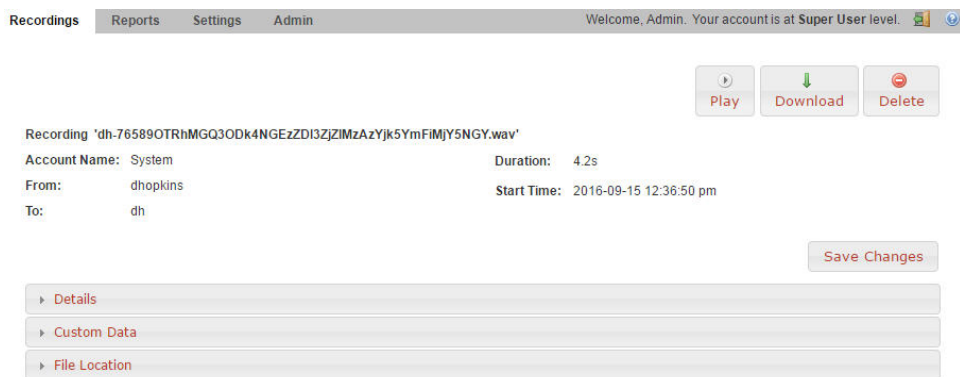 Recordings Reports Settings Admin Welcome, Admin. Your account is at Super User level.
Play Download Delete
Recording 'dh-76589OTRhMGQ3ODk4NGEzZDI3ZjZlMzAzYjk5YmFiMjY5NGY.wav'
Account Name: System Duration: 4.2s
From: dhopkins Start Time: 2016-09-15 12:36:50 pm
To: dh
Save Changes
Details
Custom Data
File Location